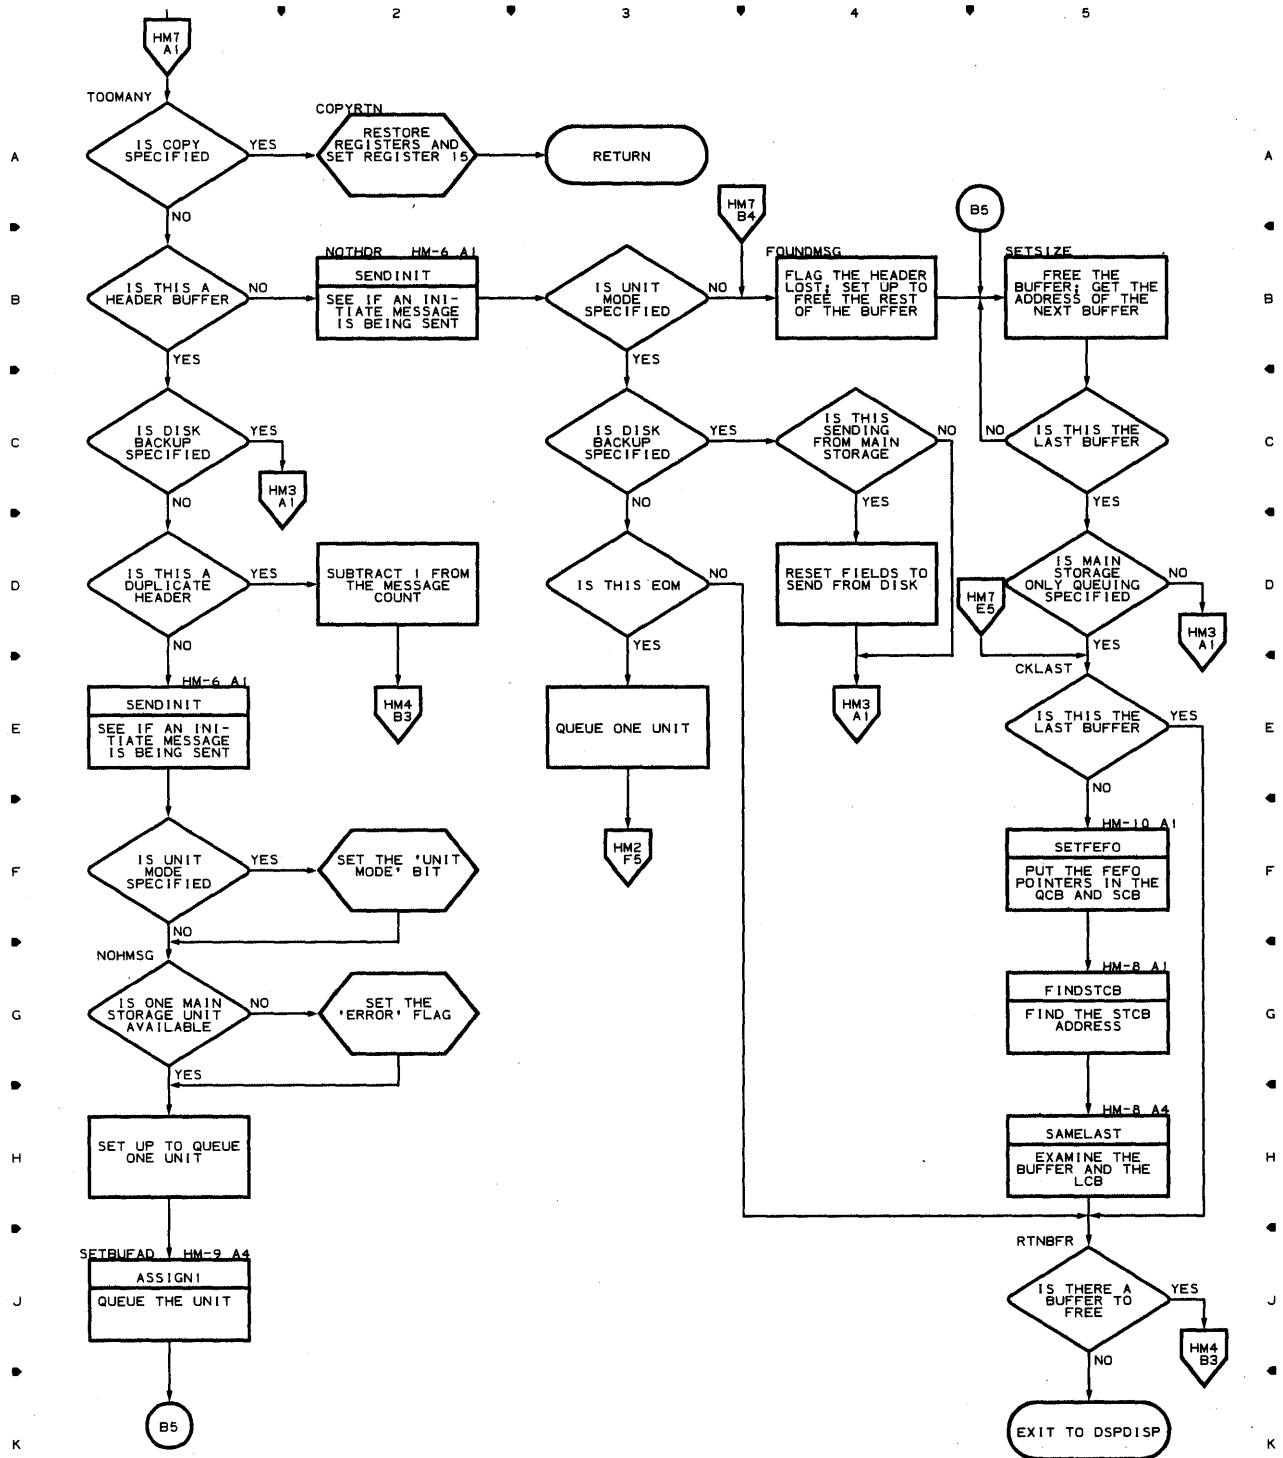 2 3 4 5
HM7
A1
TOOMANY
COPYRTN
A
IS COPY
SPECIFIED
YES
RESTORE
REGISTERS AND
SET REGISTER 15
RETURN
A
NO
HM7
B4
B5
NOTHDR HM-6 A1
FOUNDMSG
SETSIZE
B
IS THIS A
HEADER BUFFER
NO
SENDINIT
SEE IF AN INI-
TIATE MESSAGE
IS BEING SENT
IS UNIT
MODE
SPECIFIED
NO
FLAG THE HEADER
LOST; SET UP TO
FREE THE REST
OF THE BUFFER
FREE THE
BUFFER; GET THE
ADDRESS OF THE
NEXT BUFFER
B
YES
YES
C
IS DISK
BACKUP
SPECIFIED
YES
HM3
A1
IS DISK
BACKUP
SPECIFIED
YES
IS THIS
SENDING
FROM MAIN
STORAGE
NO
NO
IS THIS THE
LAST BUFFER
C
NO
NO
YES
YES
D
IS THIS A
DUPLICATE
HEADER
YES
SUBTRACT 1 FROM
THE MESSAGE
COUNT
IS THIS EOM
NO
RESET FIELDS TO
SEND FROM DISK
HM7
E5
IS MAIN
STORAGE
ONLY QUEUING
SPECIFIED
NO
HM3
A1
D
NO
YES
YES
HM-6 A1
CKLAST
E
SENDINIT
SEE IF AN INI-
TIATE MESSAGE
IS BEING SENT
HM4
B3
QUEUE ONE UNIT
HM3
A1
IS THIS THE
LAST BUFFER
YES
E
NO
HM-10 A1
F
IS UNIT
MODE
SPECIFIED
YES
SET THE 'UNIT
MODE' BIT
HM2
F5
SETFEFO
PUT THE FEFO
POINTERS IN THE
QCB AND SCB
F
NO
NOHMSG
HM-8 A1
G
IS ONE MAIN
STORAGE UNIT
AVAILABLE
NO
SET THE
'ERROR' FLAG
FINDSTCB
FIND THE STCB
ADDRESS
G
YES
HM-8 A4
H
SET UP TO QUEUE
ONE UNIT
SAMELAST
EXAMINE THE
BUFFER AND THE
LCB
H
SETBUFAD HM-9 A4
RTNBFR
J
ASSIGN1
QUEUE THE UNIT
IS THERE A
BUFFER TO
FREE
YES
HM4
B3
J
NO
K
B5
EXIT TO DSPDISP
K